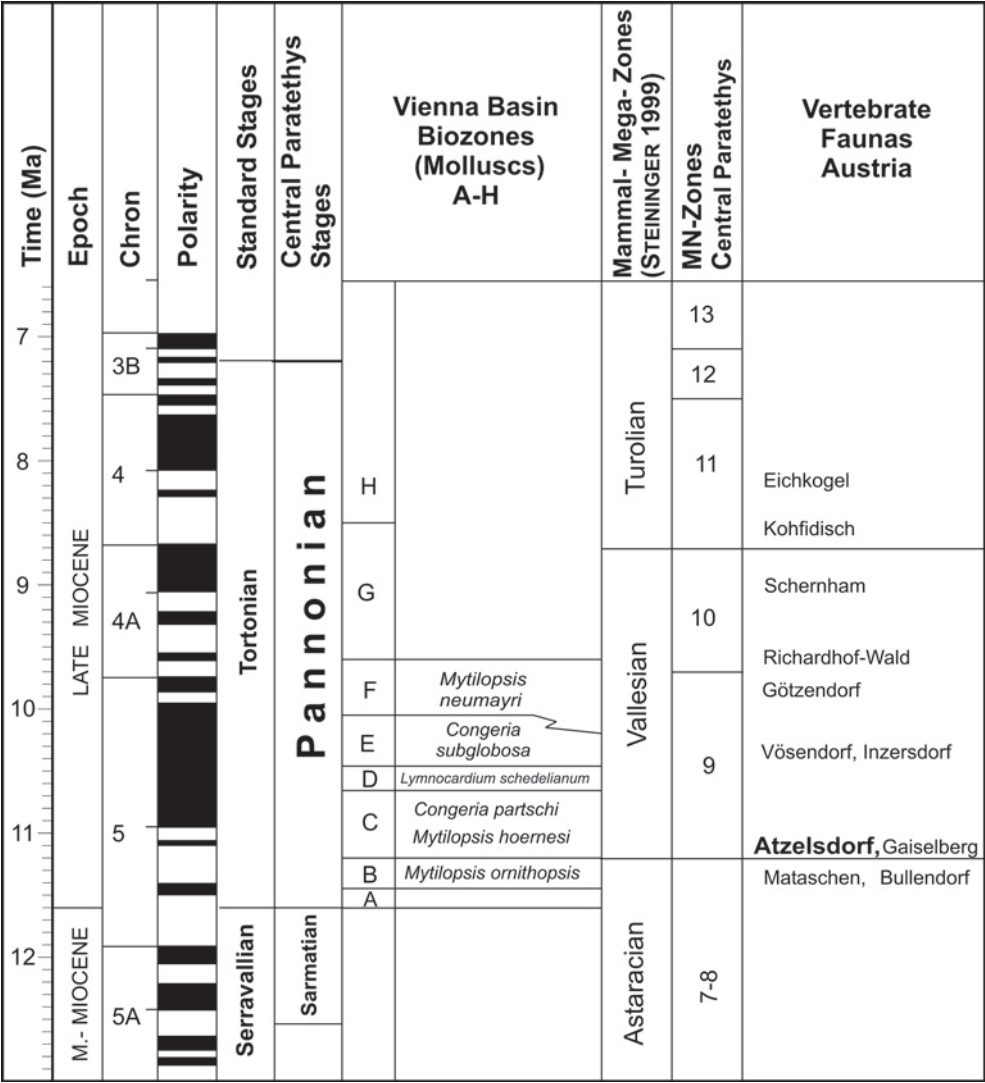 Time (Ma)
Epoch
Chron
Polarity
Standard Stages
Central Paratethys
Stages
Vienna Basin
Biozones
(Molluscs)
A-H
Mammal- Mega- Zones
(STEININGER 1999)
MN-Zones
Central Paratethys
Vertebrate
Faunas
Austria
7
8
9
10
11
12
LATE MIOCENE
M.- MIOCENE
3B
4
4A
5
5A
Tortonian
Serravallian
Pannonian
Sarmatian
H
G
F
Mytilopsis
neumayri
E
Congeria
subglobosa
D
Lymnocardium schedelianum
C
Congeria partschi
Mytilopsis hoernesi
B
Mytilopsis ornithopsis
A
Turolian
Vallesian
Astaracian
13
12
11
10
9
7-8
Eichkogel
Kohfidisch
Schernham
Richardhof-Wald
Götzendorf
Vösendorf, Inzersdorf
Atzelsdorf, Gaiselberg
Mataschen, Bullendorf